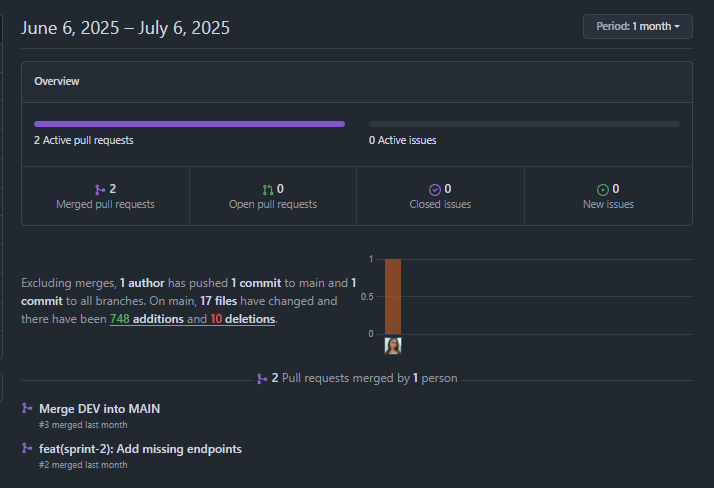 June 6, 2025 – July 6, 2025
Period: 1 month
Overview
2 Active pull requests
0 Active issues
2
Merged pull requests
0
Open pull requests
0
Closed issues
0
New issues
Excluding merges, 1 author has pushed 1 commit to main and 1
commit to all branches. On main, 17 files have changed and
there have been 748 additions and 10 deletions.
1
0.5
0
2 Pull requests merged by 1 person
Merge DEV into MAIN
#3 merged last month
feat(sprint-2): Add missing endpoints
#2 merged last month